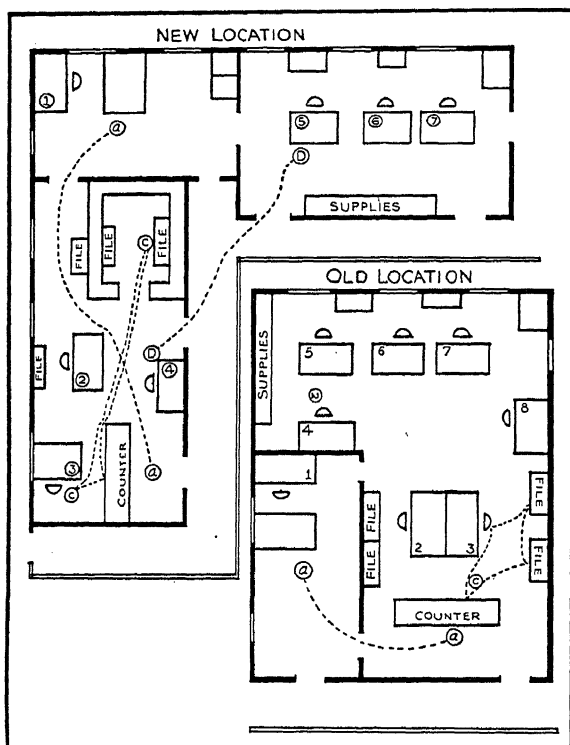 NEW LOCATION
①
⑤
⑥
⑦
ⓐ
Ⓓ
SUPPLIES
FILE
FILE
FILE
Ⓒ
OLD LOCATION
FILE
②
Ⓓ
④
③
Ⓒ
COUNTER
ⓐ
SUPPLIES
5
6
7
8
4
1
FILE
FILE
2
3
FILE
FILE
Ⓒ
ⓐ
COUNTER
ⓐ